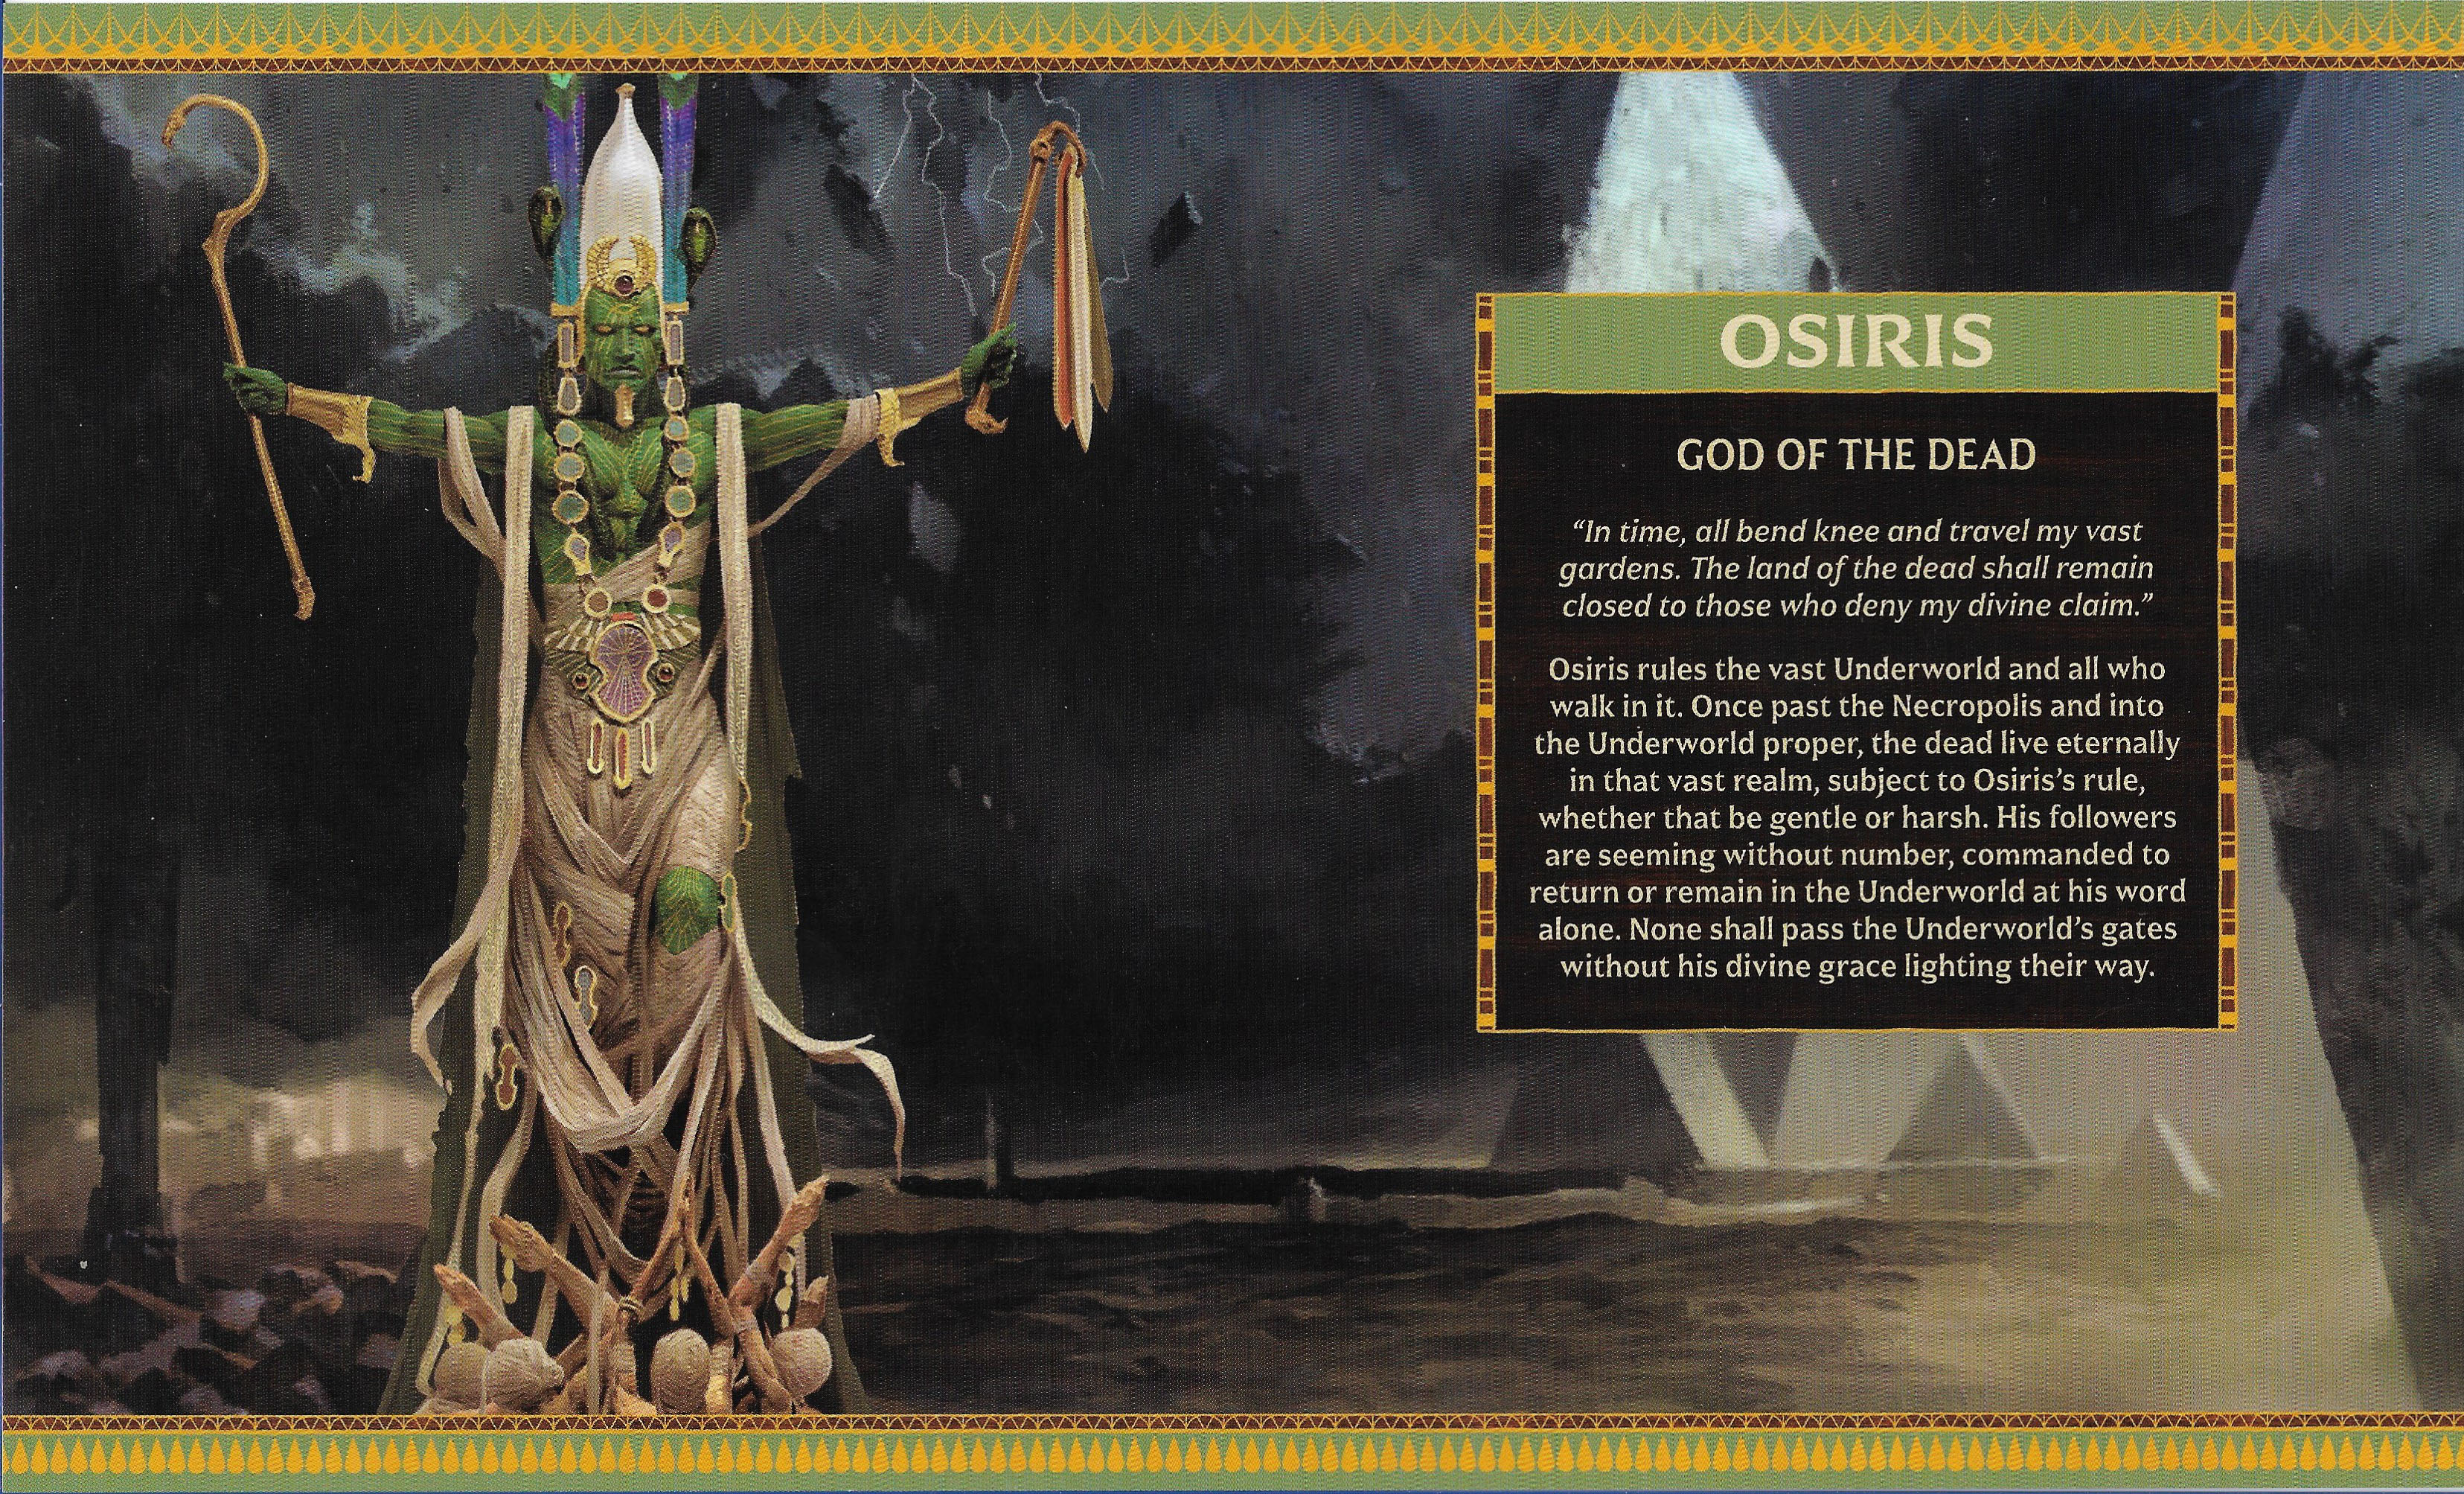 OSIRIS
GOD OF THE DEAD
“In time, all bend knee and travel my vast
gardens. The land of the dead shall remain
closed to those who deny my divine claim.”
Osiris rules the vast Underworld and all who
walk in it. Once past the Necropolis and into
the Underworld proper, the dead live eternally
in that vast realm, subject to Osiris’s rule,
whether that be gentle or harsh. His followers
are seeming without number, commanded to
return or remain in the Underworld at his word
alone. None shall pass the Underworld’s gates
without his divine grace lighting their way.